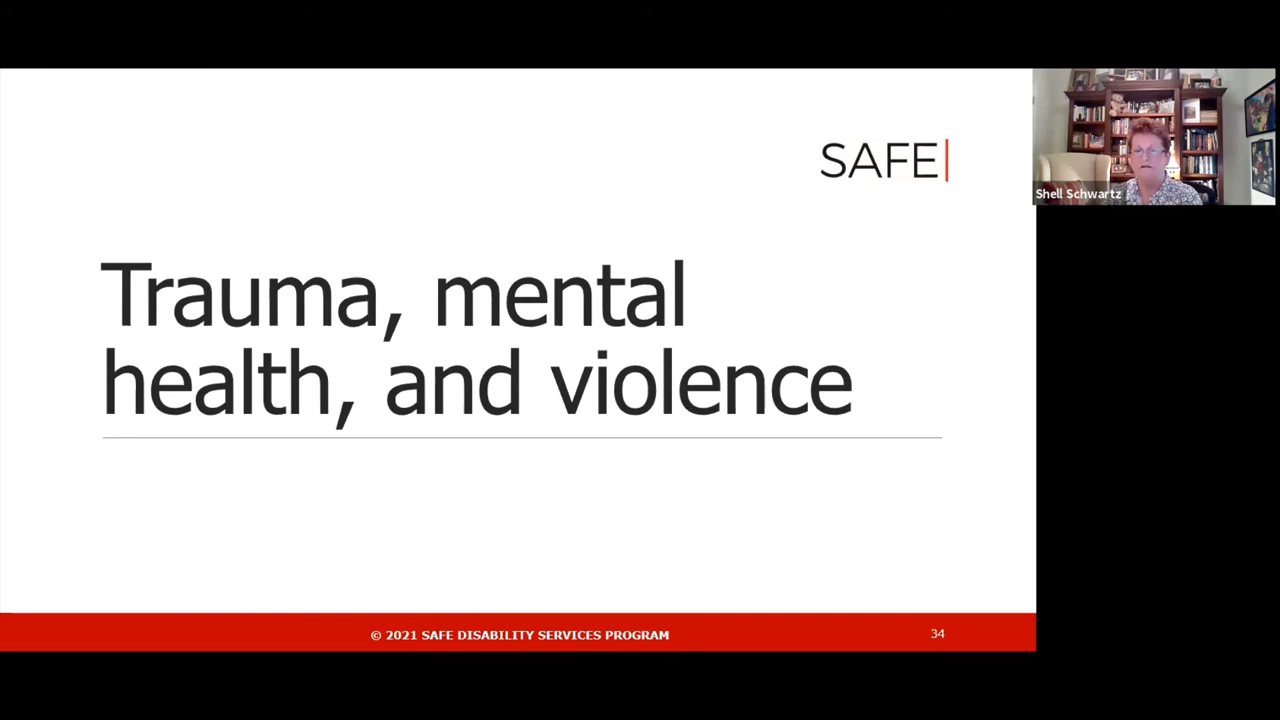 SAFE
Shell Schwartz
Trauma, mental
health, and violence
© 2021 SAFE DISABILITY SERVICES PROGRAM
34